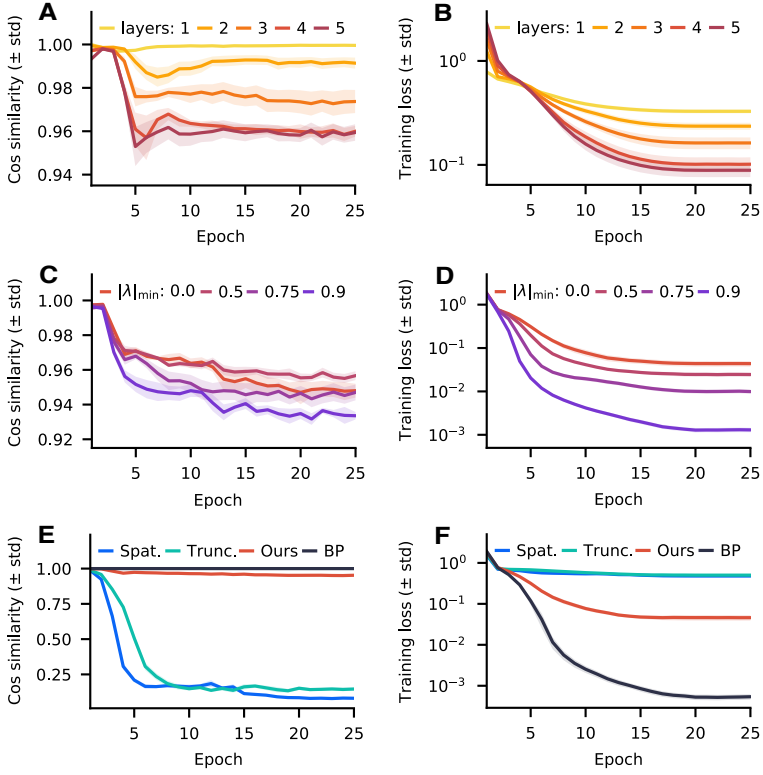 A
layers: 1 2 3 4 5
Cos similarity (± std)
1.00
0.98
0.96
0.94
5 10 15 20 25
Epoch
B
layers: 1 2 3 4 5
Training loss (± std)
10^0
10^−1
5 10 15 20 25
Epoch
C
|λ|min: 0.0 0.5 0.75 0.9
Cos similarity (± std)
1.00
0.98
0.96
0.94
0.92
5 10 15 20 25
Epoch
D
|λ|min: 0.0 0.5 0.75 0.9
Training loss (± std)
10^0
10^−1
10^−2
10^−3
5 10 15 20 25
Epoch
E
Spat. Trunc. Ours BP
Cos similarity (± std)
1.00
0.75
0.50
0.25
5 10 15 20 25
Epoch
F
Spat. Trunc. Ours BP
Training loss (± std)
10^0
10^−1
10^−2
10^−3
5 10 15 20 25
Epoch